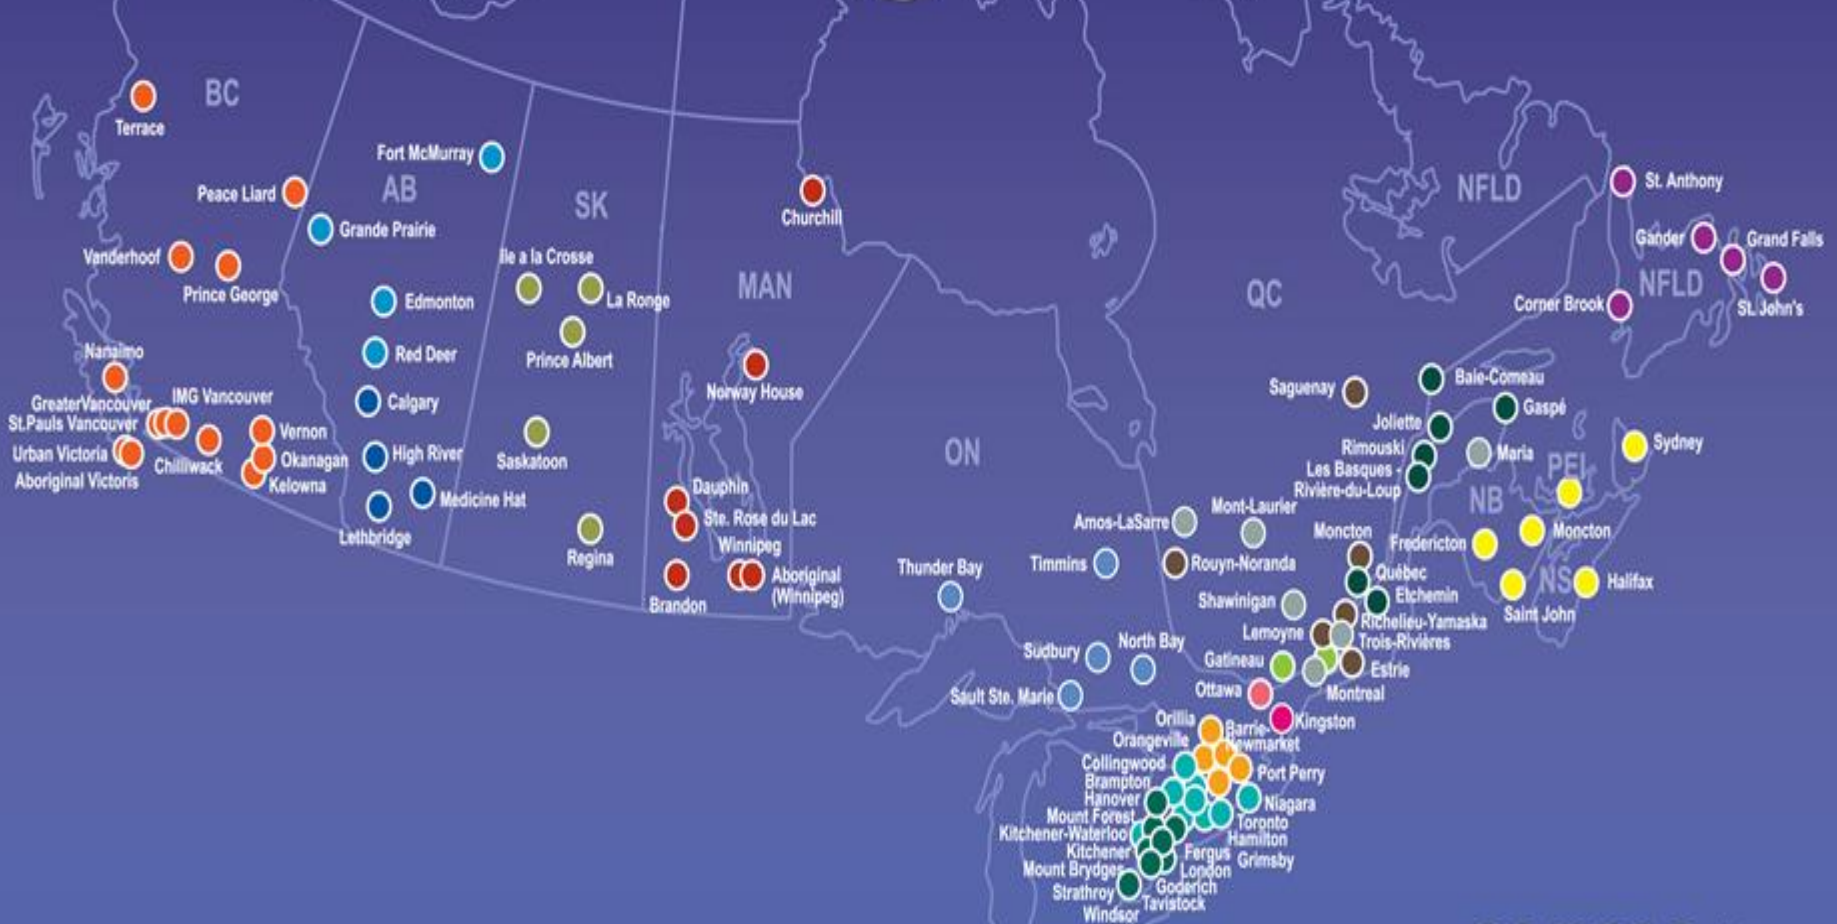 BC
Terrace
Fort McMurray
AB
Peace Liard
Grande Prairie
SK
Churchill
NFLD
St. Anthony
Gander
Grand Falls
NFLD
St. John's
Corner Brook
Vanderhoof
Prince George
Ile a la Crosse
La Ronge
Edmonton
MAN
QC
Prince Albert
Red Deer
Nanaimo
Norway House
Saguenay
Baie-Comeau
GreaterVancouver
IMG Vancouver
Calgary
Gaspé
St.Pauls Vancouver
Vernon
Joliette
Urban Victoria
Chilliwack
Okanagan
High River
Saskatoon
ON
Rimouski
Maria
Sydney
Aboriginal Victoris
Kelowna
Les Basques -
Rivière-du-Loup
PEI
Medicine Hat
Dauphin
NB
Lethbridge
Ste. Rose du Lac
Mont-Laurier
Amos-LaSarre
Moncton
Fredericton
Moncton
Regina
Winnipeg
Thunder Bay
Timmins
Rouyn-Noranda
Québec
NS
Halifax
Brandon
Aboriginal
(Winnipeg)
Shawinigan
Etchemin
Saint John
Richelieu-Yamaska
Lemoyne
Trois-Rivières
Sudbury
North Bay
Gatineau
Estrie
Sault Ste. Marie
Ottawa
Montreal
Orillia
Barrie-
Newmarket
Kingston
Orangeville
Collingwood
Port Perry
Brampton
Hanover
Niagara
Mount Forest
Toronto
Kitchener-Waterloo
Hamilton
Kitchener
Fergus
Grimsby
Mount Brydges
London
Strathroy
Goderich
Tavistock
Windsor